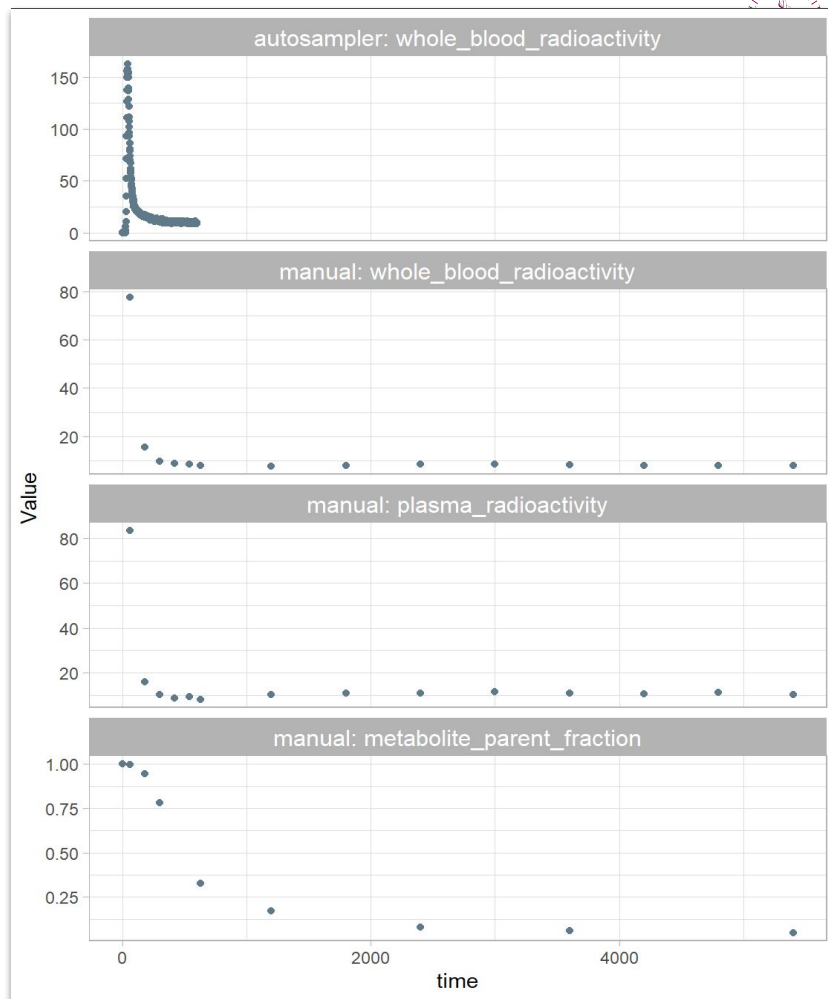 autosampler: whole_blood_radioactivity
150
100
50
0
manual: whole_blood_radioactivity
80
60
40
20
Value
manual: plasma_radioactivity
80
60
40
20
manual: metabolite_parent_fraction
1.00
0.75
0.50
0.25
0 2000 4000
time